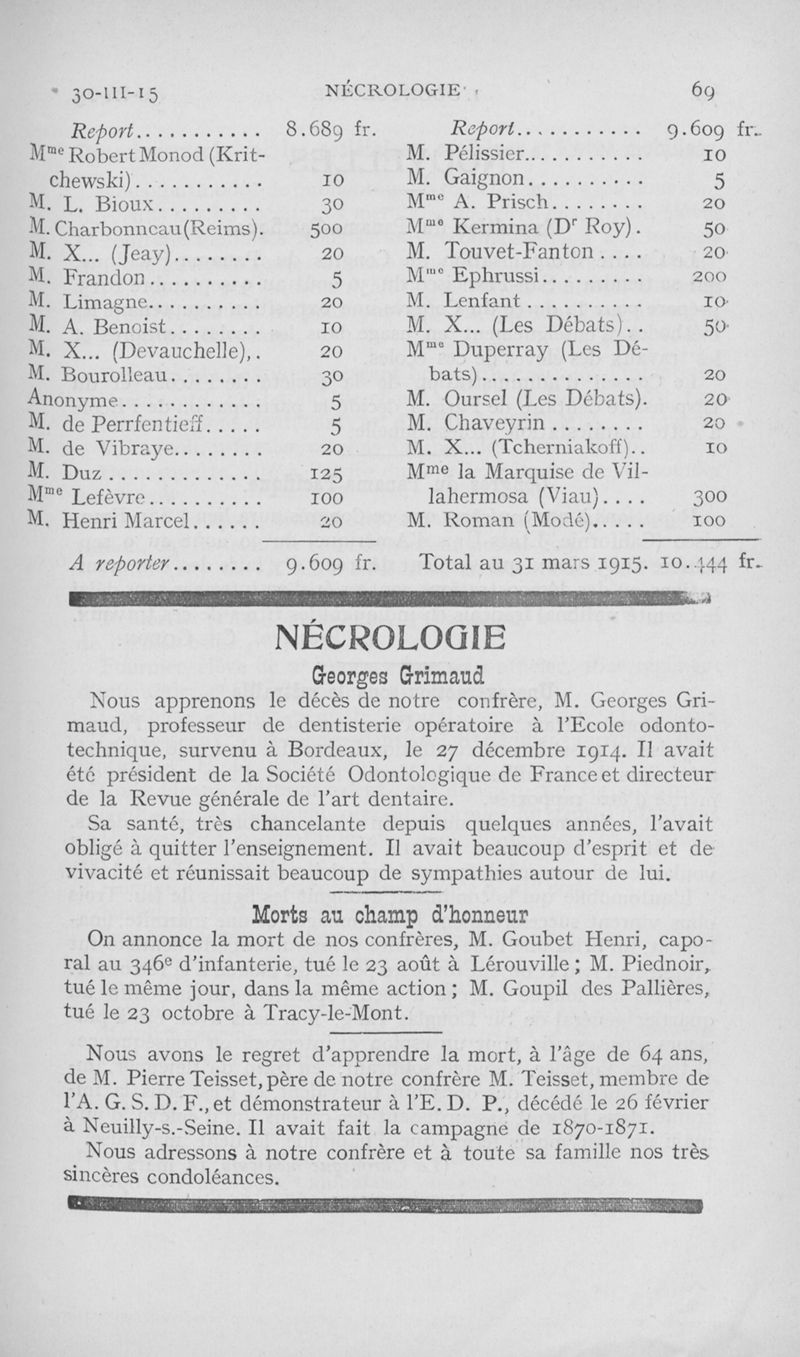 30-III-15 NÉCROLOGIE 69
Report........... 8.689 fr.
Mme Robert Monod (Krit-
chewski)........... 10
M. L. Bioux......... 30
M. Charbonneau (Reims). 500
M. X... (Jeay)........ 20
M. Frandon.......... 5
M. Limagne.......... 20
M. A. Benoist........ 10
M. X... (Devauchelle),. 20
M. Bourolleau........ 30
Anonyme............ 5
M. de Perrfentieff..... 5
M. de Vibraye........ 20
M. Duz............. 125
Mme Lefèvre.......... 100
M. Henri Marcel...... 20
A reporter........ 9.609 fr.
Report........... 9.609 fr.
M. Pélissier........... 10
M. Gaignon.......... 5
Mme A. Prisch........ 20
Mme Kermina (Dr Roy). 50
M. Touvet-Fanton.... 20
Mme Ephrussi......... 200
M. Lenfant.......... 10
M. X... (Les Débats).. 50
Mme Duperray (Les Dé-
bats)............... 20
M. Oursel (Les Débats). 20
M. Chaveyrin........ 20
M. X... (Tcherniakoff).. 10
Mme la Marquise de Vil-
lahermosa (Viau).... 300
M. Roman (Modé)..... 100
Total au 31 mars 1915. 10.444 fr.
NÉCROLOGIE
Georges Grimaud
Nous apprenons le décès de notre confrère, M. Georges Gri-
maud, professeur de dentisterie opératoire à l'Ecole odonto-
technique, survenu à Bordeaux, le 27 décembre 1914. Il avait
été président de la Société Odontologique de France et directeur
de la Revue générale de l'art dentaire.
Sa santé, très chancelante depuis quelques années, l'avait
obligé à quitter l'enseignement. Il avait beaucoup d'esprit et de
vivacité et réunissait beaucoup de sympathies autour de lui.
Morts au champ d'honneur
On annonce la mort de nos confrères, M. Goubet Henri, capo-
ral au 346e d'infanterie, tué le 23 août à Lérouville ; M. Piednoir,
tué le même jour, dans la même action ; M. Goupil des Pallières,
tué le 23 octobre à Tracy-le-Mont.
Nous avons le regret d'apprendre la mort, à l'âge de 64 ans,
de M. Pierre Teisset, père de notre confrère M. Teisset, membre de
l'A. G. S. D. F., et démonstrateur à l'E. D. P., décédé le 26 février
à Neuilly-s.-Seine. Il avait fait la campagne de 1870-1871.
Nous adressons à notre confrère et à toute sa famille nos très
sincères condoléances.